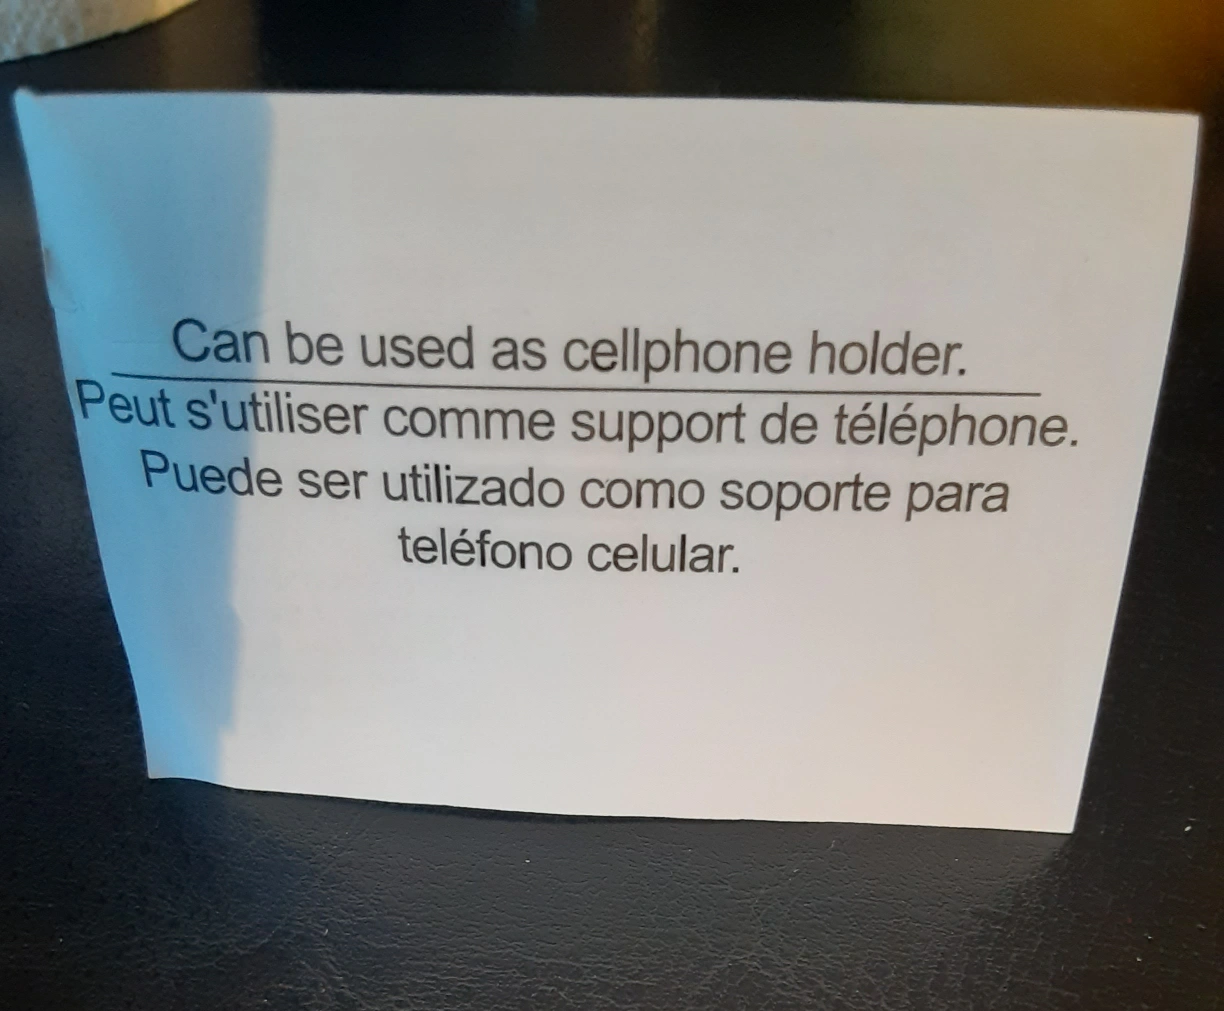 Can be used as cellphone holder.
Peut s'utiliser comme support de téléphone.
Puede ser utilizado como soporte para
teléfono celular.